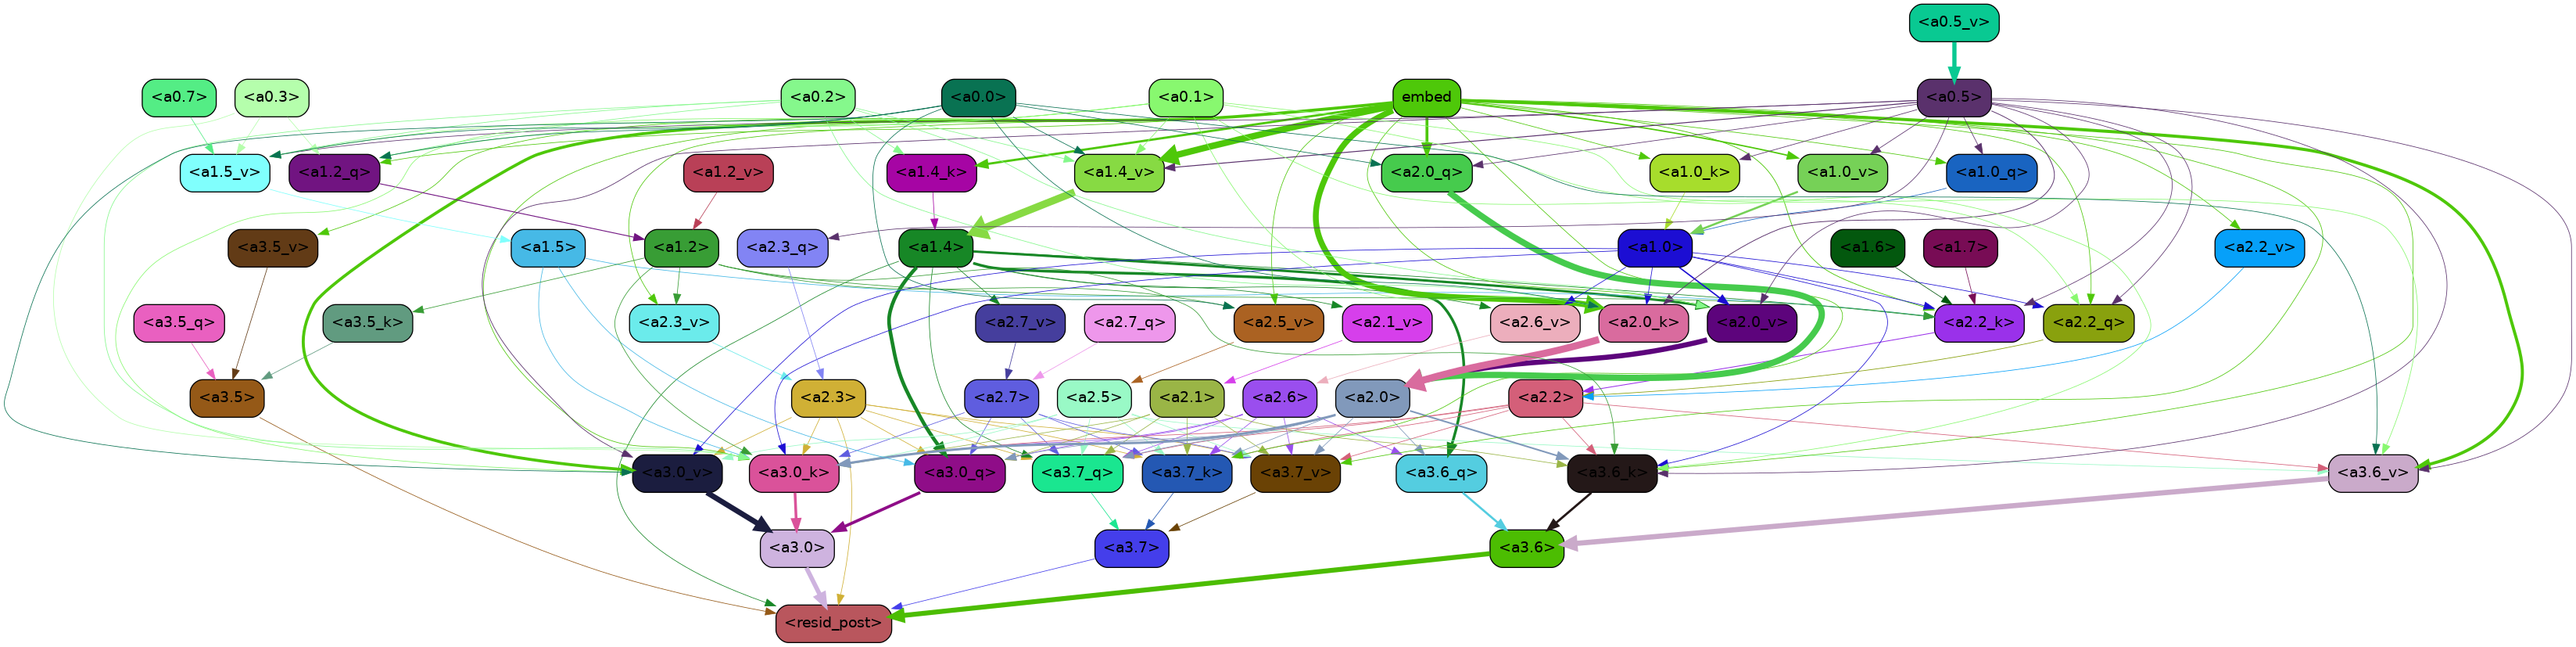 <a0.5_v>
<a0.7> <a0.3> <a0.2> <a0.0> <a0.1> embed <a0.5>
<a1.5_v> <a1.2_q> <a1.2_v> <a1.4_k> <a1.4_v> <a2.0_q> <a1.0_k> <a1.0_v> <a1.0_q>
<a3.5_v> <a1.5> <a1.2> <a2.3_q> <a1.4> <a1.0> <a1.6> <a1.7> <a2.2_v>
<a3.5_q> <a3.5_k> <a2.3_v> <a2.7_v> <a2.7_q> <a2.5_v> <a2.1_v> <a2.6_v> <a2.0_k> <a2.0_v> <a2.2_k> <a2.2_q>
<a3.5> <a2.3> <a2.7> <a2.5> <a2.1> <a2.6> <a2.0> <a2.2>
<a3.0_v> <a3.0_k> <a3.0_q> <a3.7_q> <a3.7_k> <a3.7_v> <a3.6_q> <a3.6_k> <a3.6_v>
<a3.0> <a3.7> <a3.6>
<resid_post>